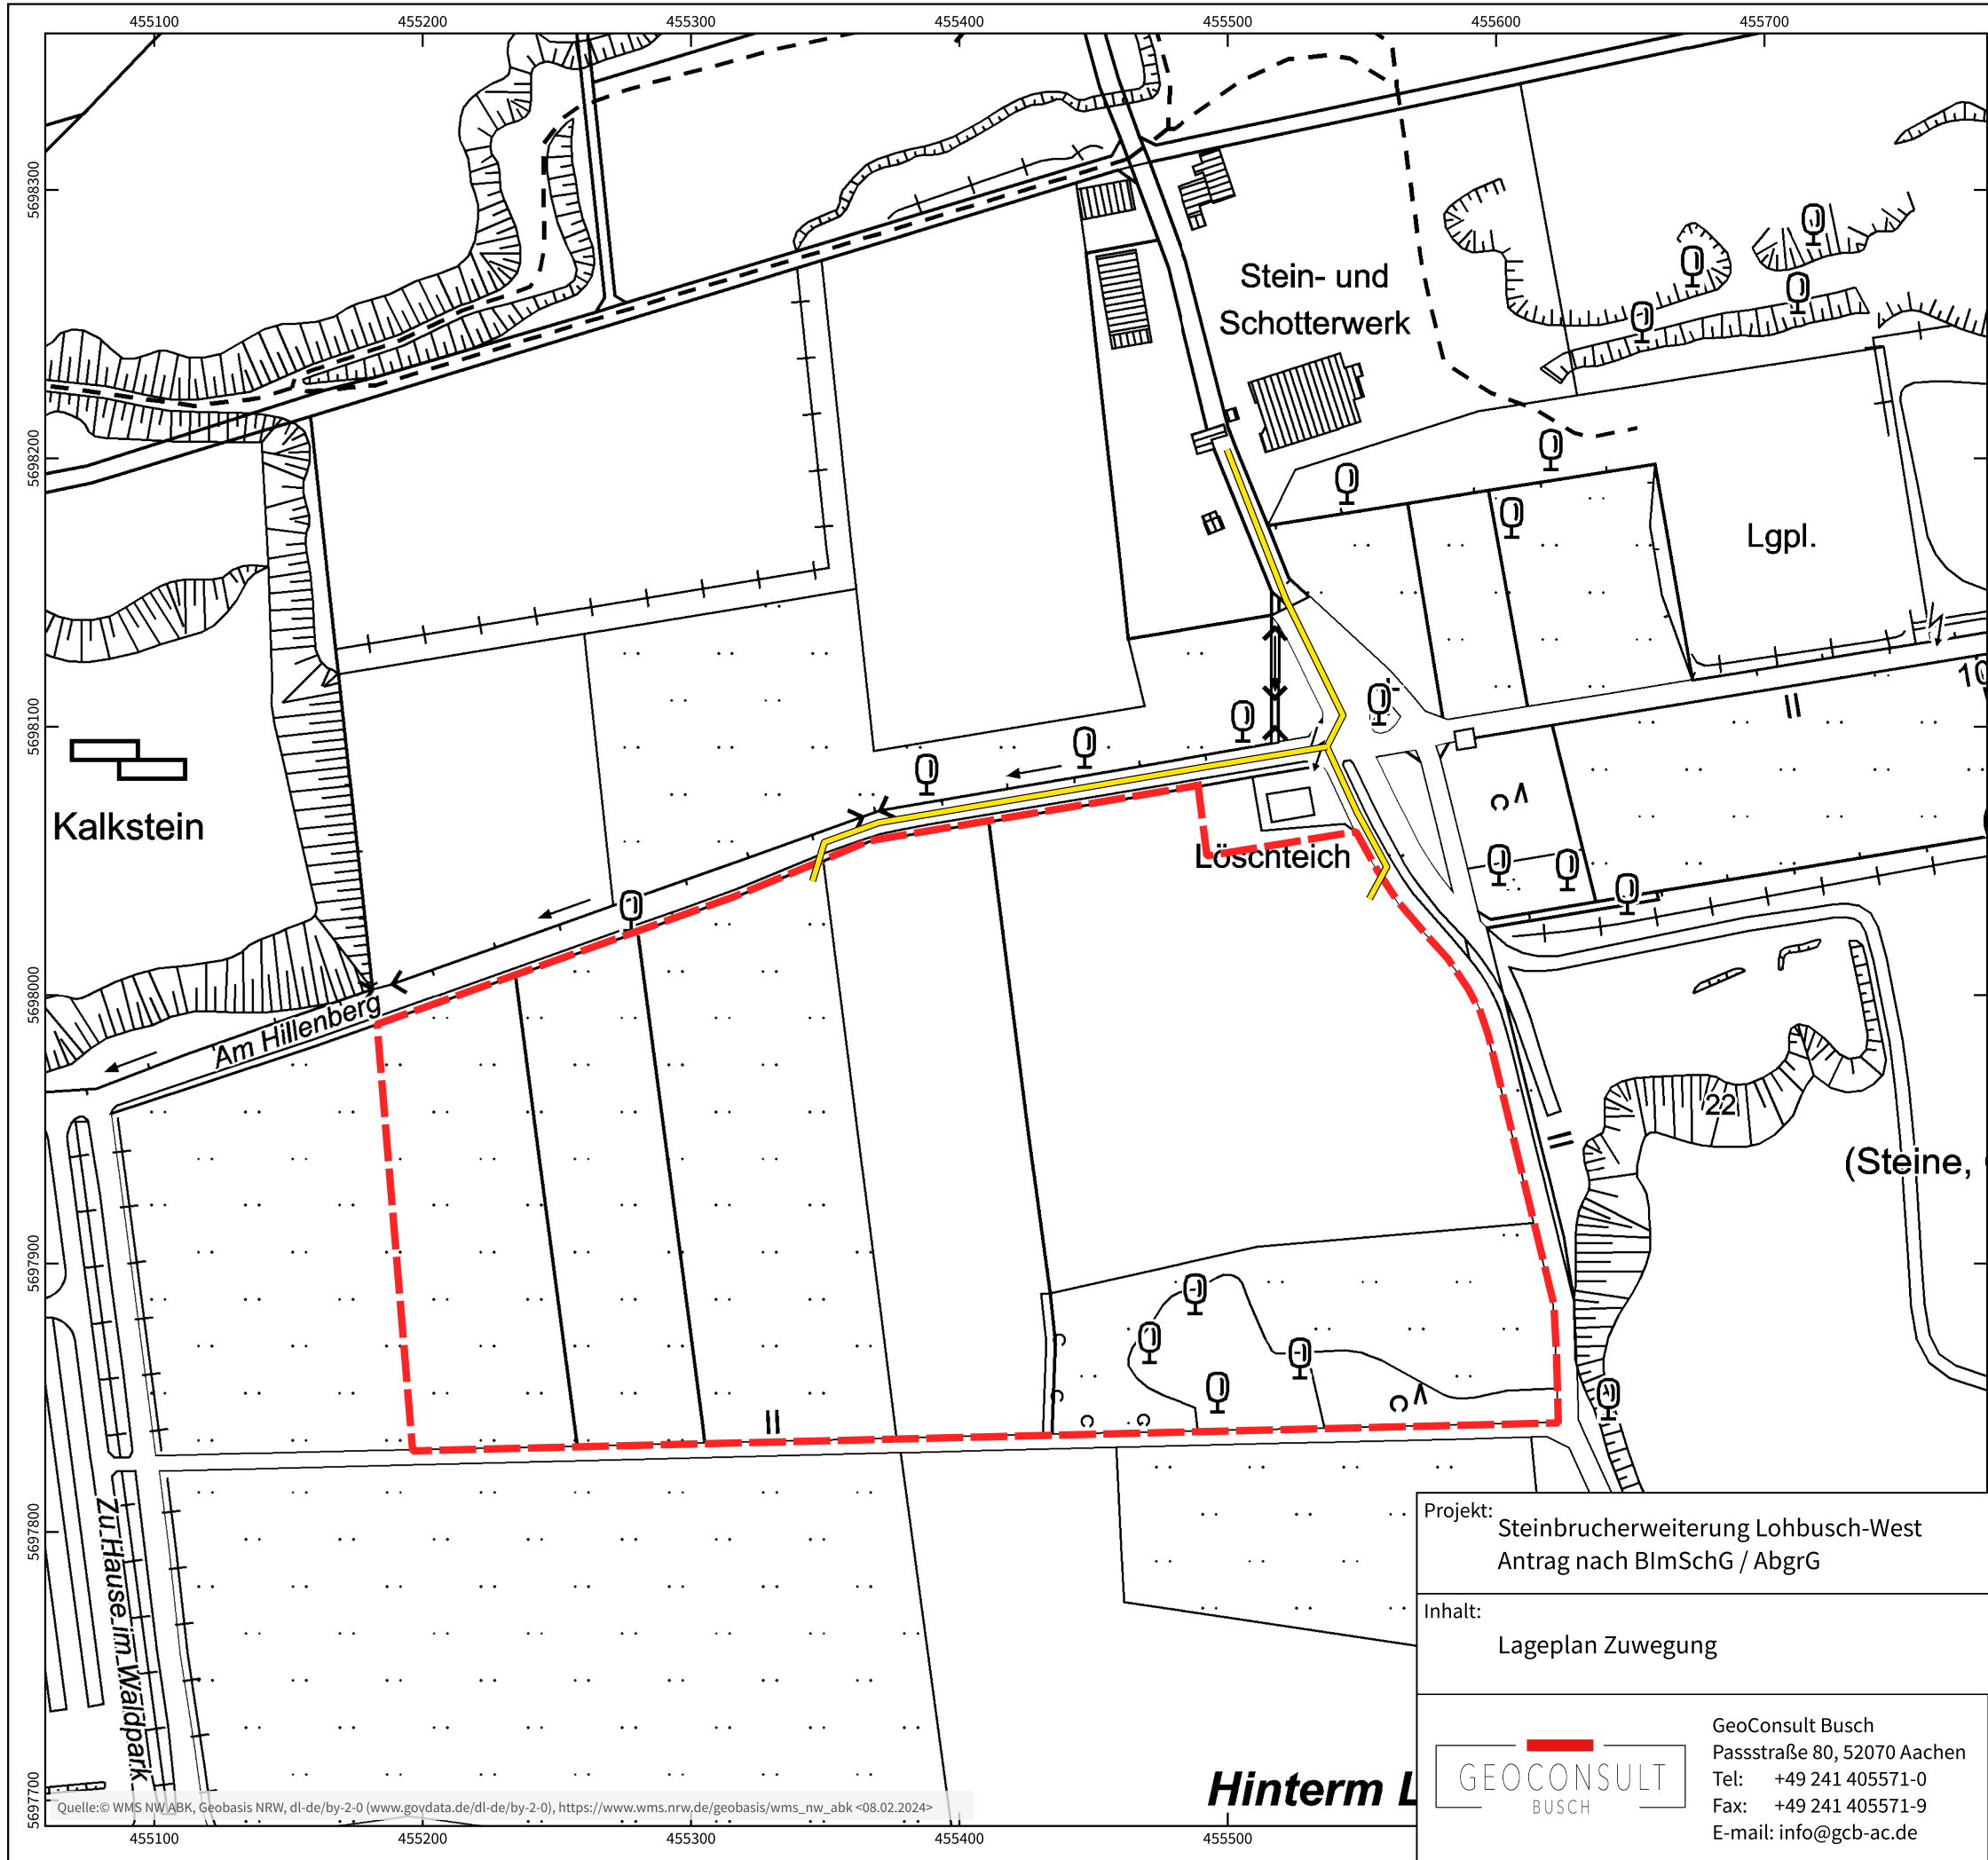 455100 455200 455300 455400 455500 455600 455700
5698300
5698200
5698100
5698000
5697900
5697800
5697700
Stein- und
Schotterwerk
Lgpl.
10
Kalkstein
Löschteich
Am Hillenberg
22
(Steine,
Zu Hause im Waldpark
Hinterm L
Projekt:
Steinbrucherweiterung Lohbusch-West
Antrag nach BImSchG / AbgrG
Inhalt:
Lageplan Zuwegung
GEOCONSULT
BUSCH
GeoConsult Busch
Passstraße 80, 52070 Aachen
Tel: +49 241 405571-0
Fax: +49 241 405571-9
E-mail: info@gcb-ac.de
Quelle:© WMS NW ABK, Geobasis NRW, dl-de/by-2-0 (www.govdata.de/dl-de/by-2-0), https://www.wms.nrw.de/geobasis/wms_nw_abk <08.02.2024>
455100 455200 455300 455400 455500